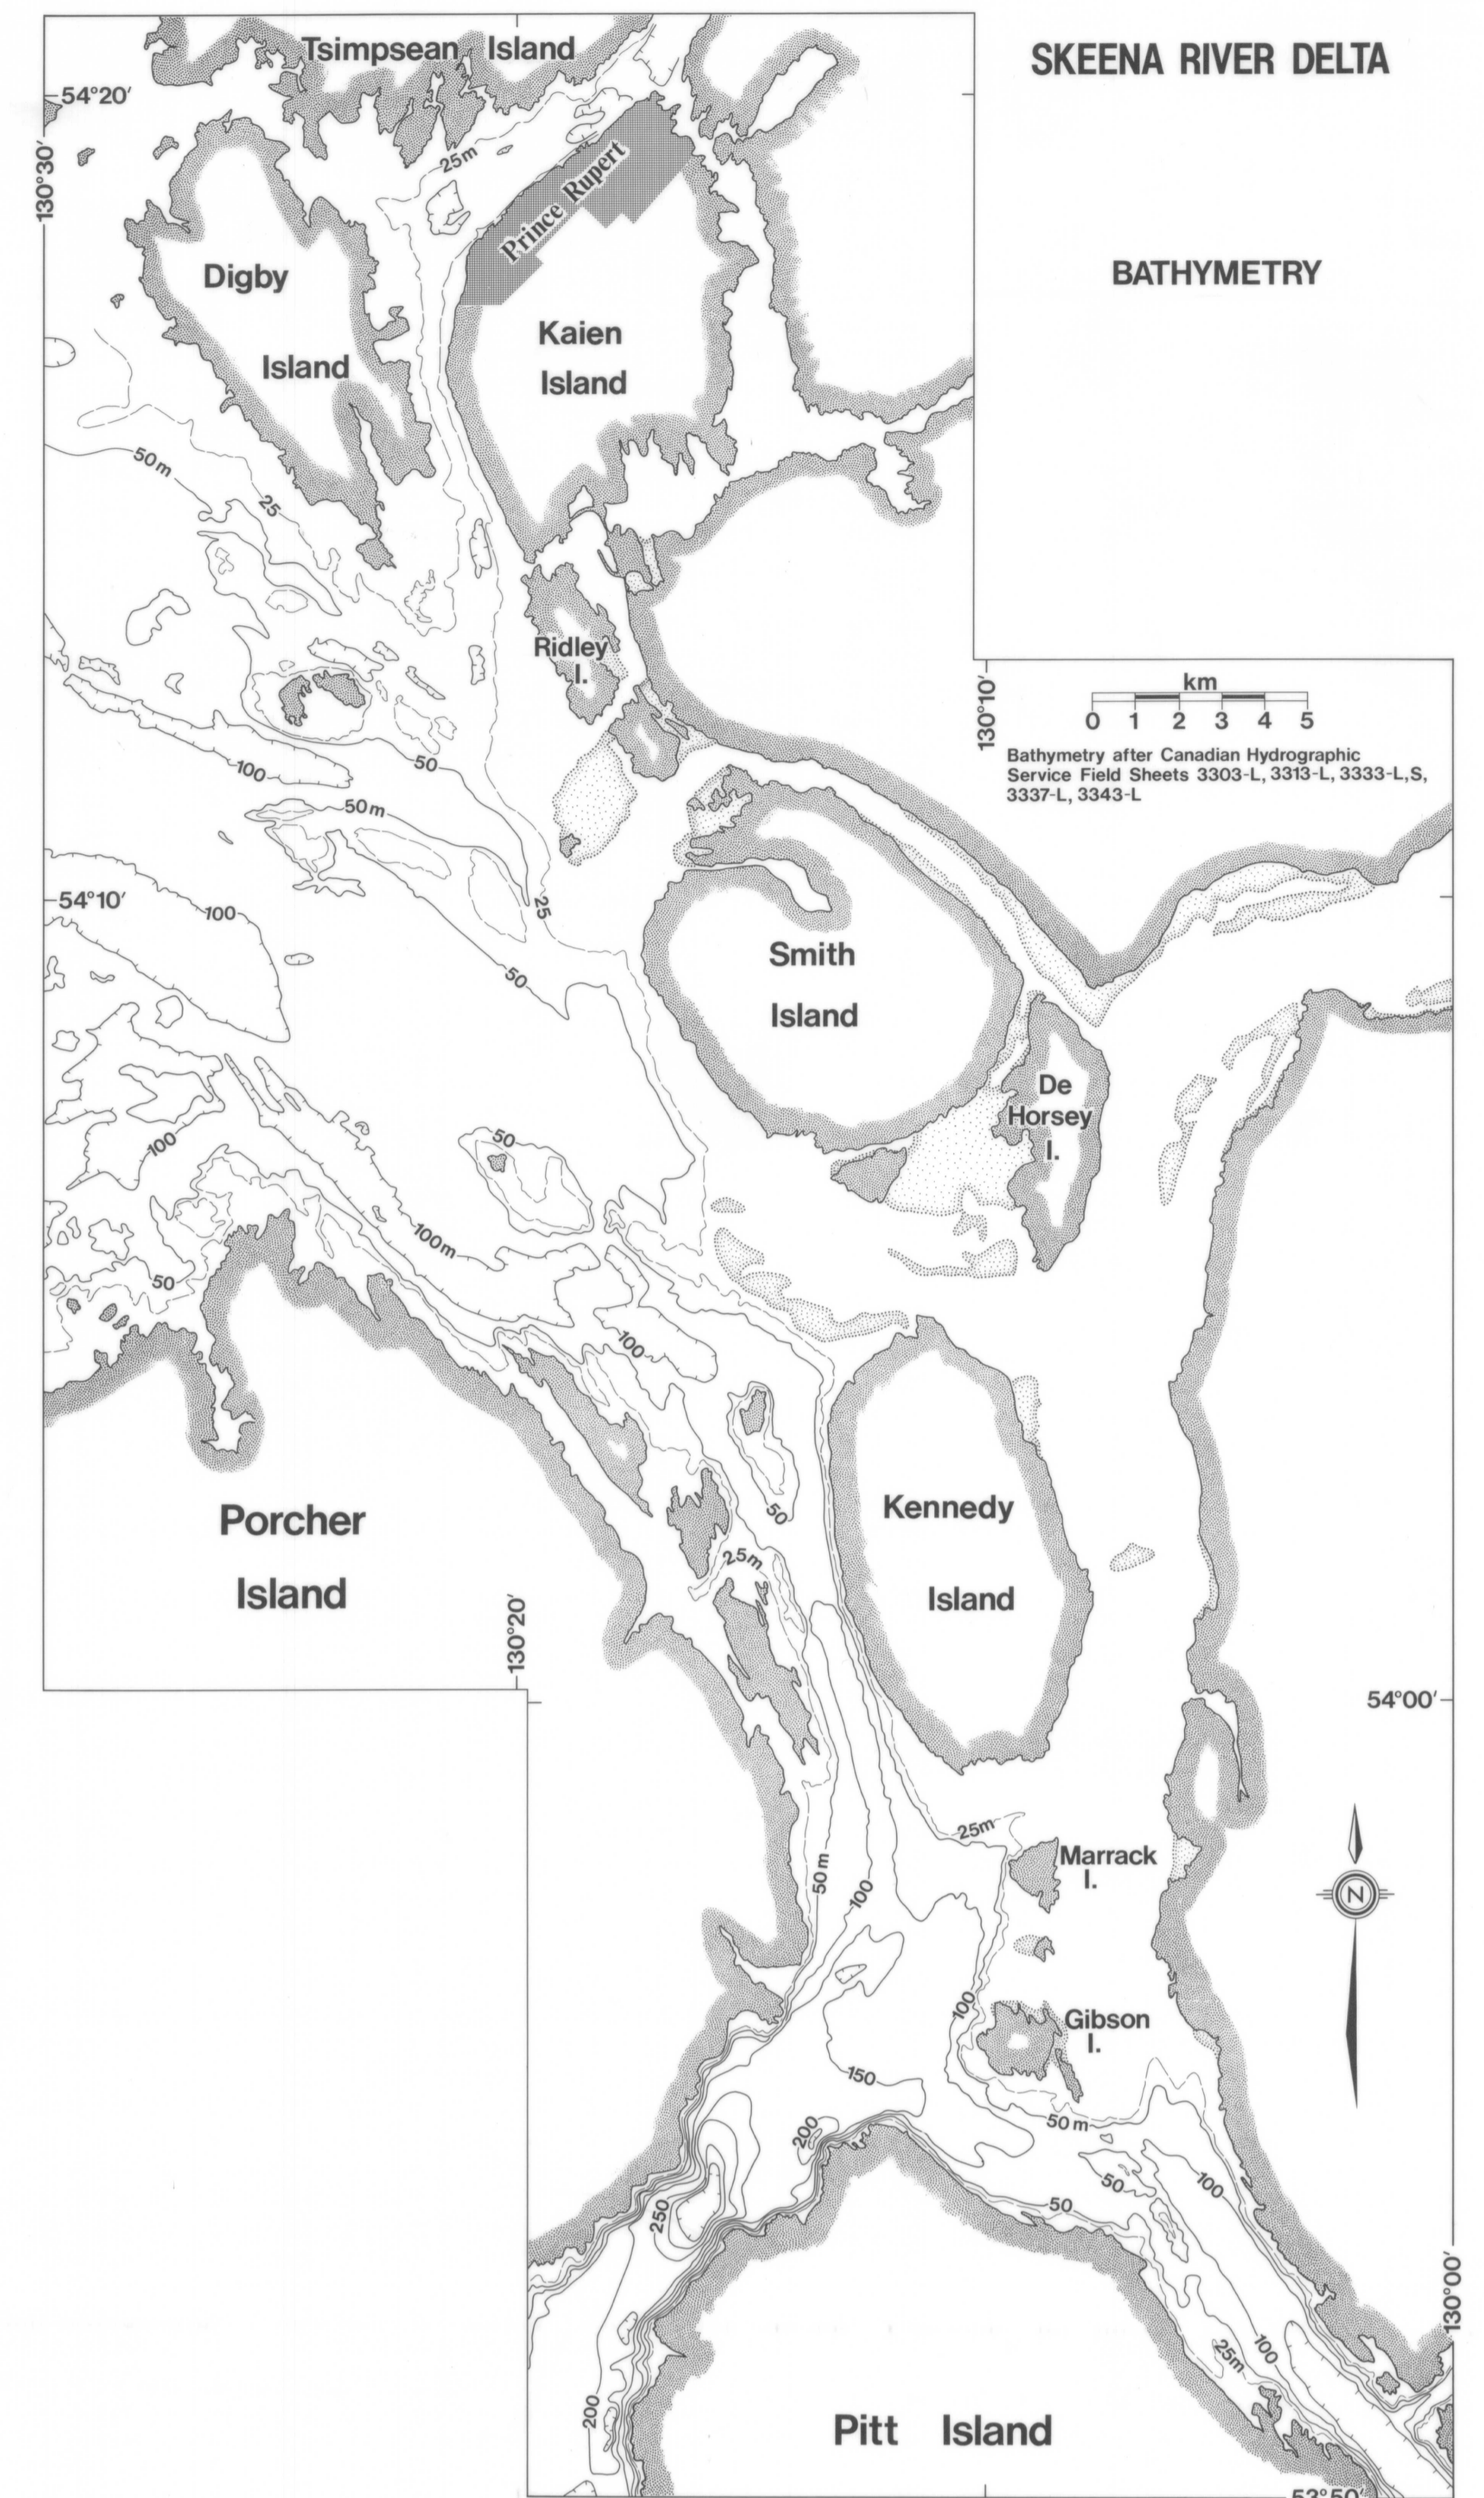 Tsimpsean Island
SKEENA RIVER DELTA
54°20′
130°30′
25m
Prince Rupert
BATHYMETRY
Digby
Island
Kaien
Island
50m
25
Ridley
I.
km
0 1 2 3 4 5
130°10′
Bathymetry after Canadian Hydrographic
Service Field Sheets 3303-L, 3313-L, 3333-L,S,
3337-L, 3343-L
50
100
50m
54°10′
100
25
50
Smith
Island
De
Horsey
I.
50
100
100m
50
100
Kennedy
Island
Porcher
Island
50
25m
130°20′
54°00′
25m
Marrack
I.
50m
100
N
100
Gibson
I.
150
50m
200
50
100
50
250
130°00′
100
25m
200
Pitt Island
53°50′